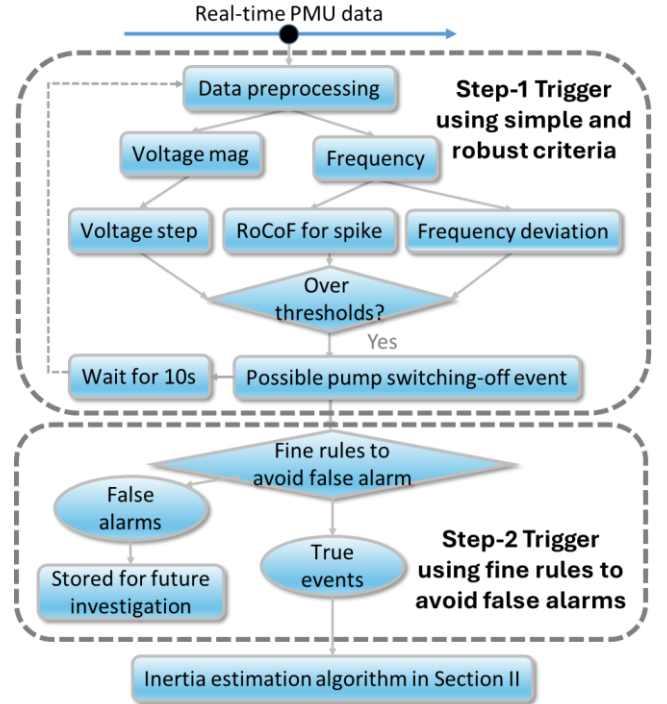 Real-time PMU data
Data preprocessing
Step-1 Trigger
using simple and
robust criteria
Voltage mag
Frequency
Voltage step
RoCoF for spike
Frequency deviation
Over
thresholds?
Yes
Wait for 10s
Possible pump switching-off event
Fine rules to
avoid false alarm
False
alarms
True
events
Step-2 Trigger
using fine rules to
avoid false alarms
Stored for future
investigation
Inertia estimation algorithm in Section II